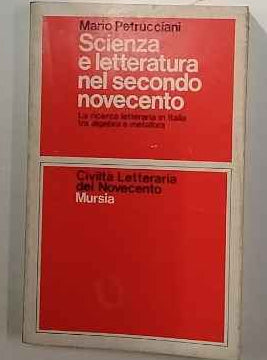 Mario Petrucciani
Scienza
e letteratura
nel secondo
novecento
La ricerca letteraria in Italia
tra algebra e metafora
Civiltà Letteraria
del Novecento
Mursia